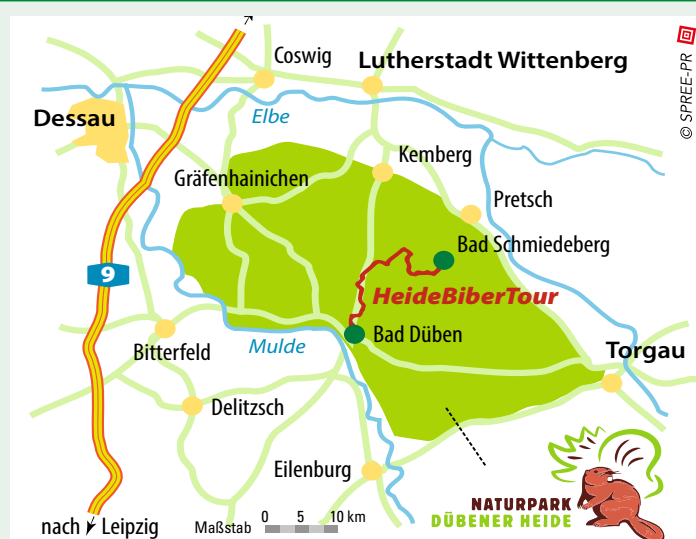 © SPREE-PR
Coswig
Lutherstadt Wittenberg
Elbe
Dessau
Kemberg
Gräfenhainichen
Pretsch
Bad Schmiedeberg
9
HeideBiberTour
Bad Düben
Mulde
Bitterfeld
Torgau
Delitzsch
Eilenburg
NATURPARK
DÜBENER HEIDE
nach Leipzig
Maßstab 0 5 10 km